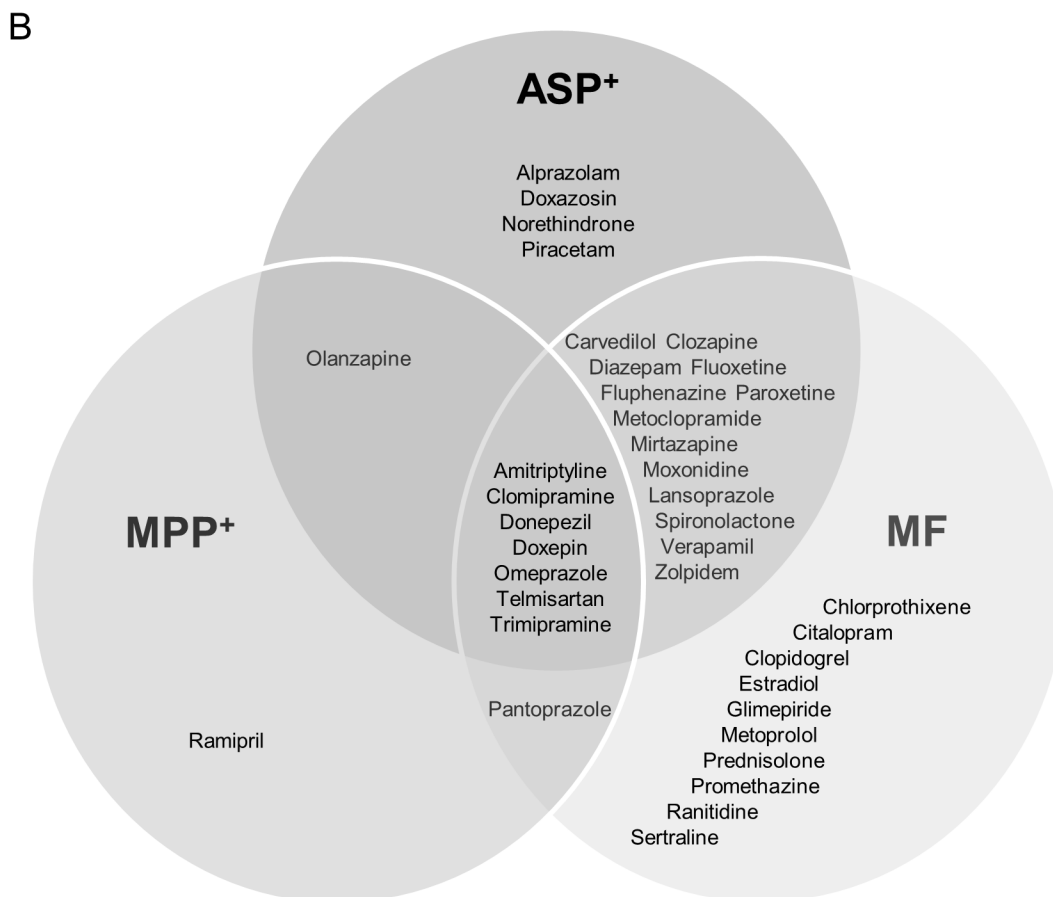 B
ASP⁺
Alprazolam
Doxazosin
Norethindrone
Piracetam
Olanzapine
Carvedilol Clozapine
Diazepam Fluoxetine
Fluphenazine Paroxetine
Metoclopramide
Mirtazapine
Moxonidine
Lansoprazole
Spironolactone
Verapamil
Zolpidem
Amitriptyline
Clomipramine
Donepezil
Doxepin
Omeprazole
Telmisartan
Trimipramine
MPP⁺
MF
Chlorprothixene
Citalopram
Clopidogrel
Estradiol
Glimepiride
Metoprolol
Prednisolone
Promethazine
Ranitidine
Sertraline
Pantoprazole
Ramipril